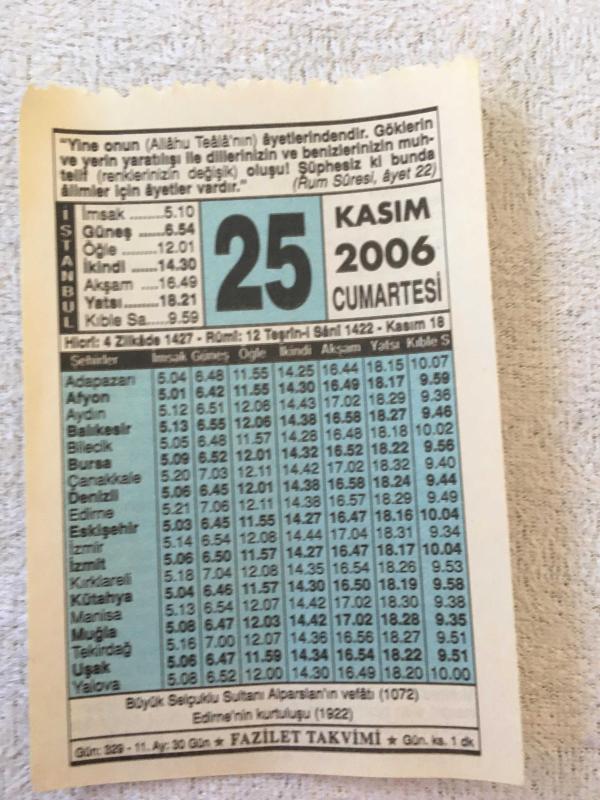 "Yine onun (Allâhu Teâlâ'nın) âyetlerindendir. Göklerin
ve yerin yaratılışı ile dillerinizin ve benizlerinizin muh-
telif (renklerinizin değişik) oluşu! Şüphesiz ki bunda
âlimler için âyetler vardır." (Rum Sûresi, âyet 22)
İSTANBUL
İmsak ........5.10
Güneş ......6.54
Öğle .......12.01
İkindi ......14.30
Akşam ....16.49
Yatsı.........18.21
Kıble Sa.....9.59
25
KASIM
2006
CUMARTESİ
Hicrî: 4 Zilkâde 1427 - Rûmî: 12 Teşrîn-i Sânî 1422 - Kasım 18
Şehirler İmsak Güneş Öğle İkindi Akşam Yatsı Kıble S
Adapazarı 5.04 6.48 11.55 14.25 16.44 18.15 10.07
Afyon 5.01 6.42 11.55 14.30 16.49 18.17 9.59
Aydın 5.12 6.51 12.06 14.43 17.02 18.29 9.36
Balıkesir 5.13 6.55 12.06 14.38 16.58 18.27 9.46
Bilecik 5.05 6.48 11.57 14.28 16.48 18.18 10.02
Bursa 5.09 6.52 12.01 14.32 16.52 18.22 9.56
Çanakkale 5.20 7.03 12.11 14.42 17.02 18.32 9.40
Denizli 5.06 6.45 12.01 14.38 16.58 18.24 9.44
Edirne 5.21 7.06 12.11 14.38 16.57 18.29 9.49
Eskişehir 5.03 6.45 11.55 14.27 16.47 18.16 10.04
İzmir 5.14 6.54 12.08 14.44 17.04 18.31 9.34
İzmit 5.06 6.50 11.57 14.27 16.47 18.17 10.04
Kırklareli 5.18 7.04 12.08 14.35 16.54 18.26 9.53
Kütahya 5.04 6.46 11.57 14.30 16.50 18.19 9.58
Manisa 5.13 6.54 12.07 14.42 17.02 18.30 9.38
Muğla 5.08 6.47 12.03 14.42 17.02 18.28 9.35
Tekirdağ 5.16 7.00 12.07 14.36 16.56 18.27 9.51
Uşak 5.06 6.47 11.59 14.34 16.54 18.22 9.51
Yalova 5.08 6.52 12.00 14.30 16.49 18.20 10.00
Büyük Selçuklu Sultanı Alparslan'ın vefâtı (1072)
Edirne'nin kurtuluşu (1922)
Gün: 329 - 11. Ay: 30 Gün ★ FAZİLET TAKVİMİ ★ Gün. ks. 1 dk